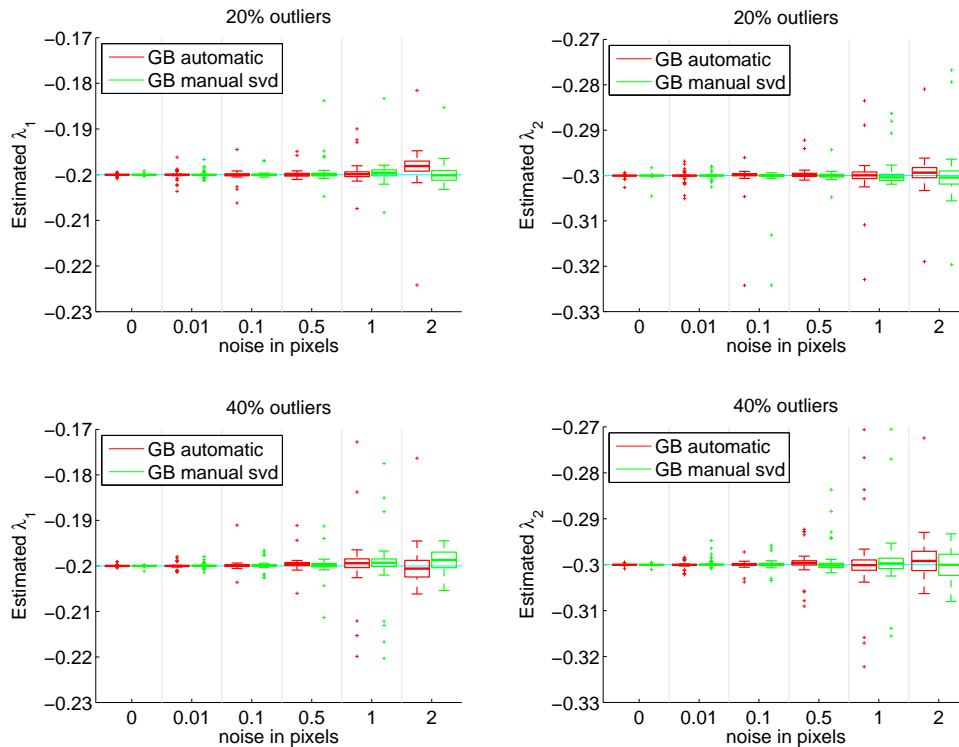 20% outliers
-0.17
-0.18
-0.19
-0.2
-0.21
-0.22
-0.23
Estimated λ_1
GB automatic
GB manual svd
0 0.01 0.1 0.5 1 2
noise in pixels
20% outliers
-0.27
-0.28
-0.29
-0.3
-0.31
-0.32
-0.33
Estimated λ_2
GB automatic
GB manual svd
0 0.01 0.1 0.5 1 2
noise in pixels
40% outliers
-0.17
-0.18
-0.19
-0.2
-0.21
-0.22
-0.23
Estimated λ_1
GB automatic
GB manual svd
0 0.01 0.1 0.5 1 2
noise in pixels
40% outliers
-0.27
-0.28
-0.29
-0.3
-0.31
-0.32
-0.33
Estimated λ_2
GB automatic
GB manual svd
0 0.01 0.1 0.5 1 2
noise in pixels